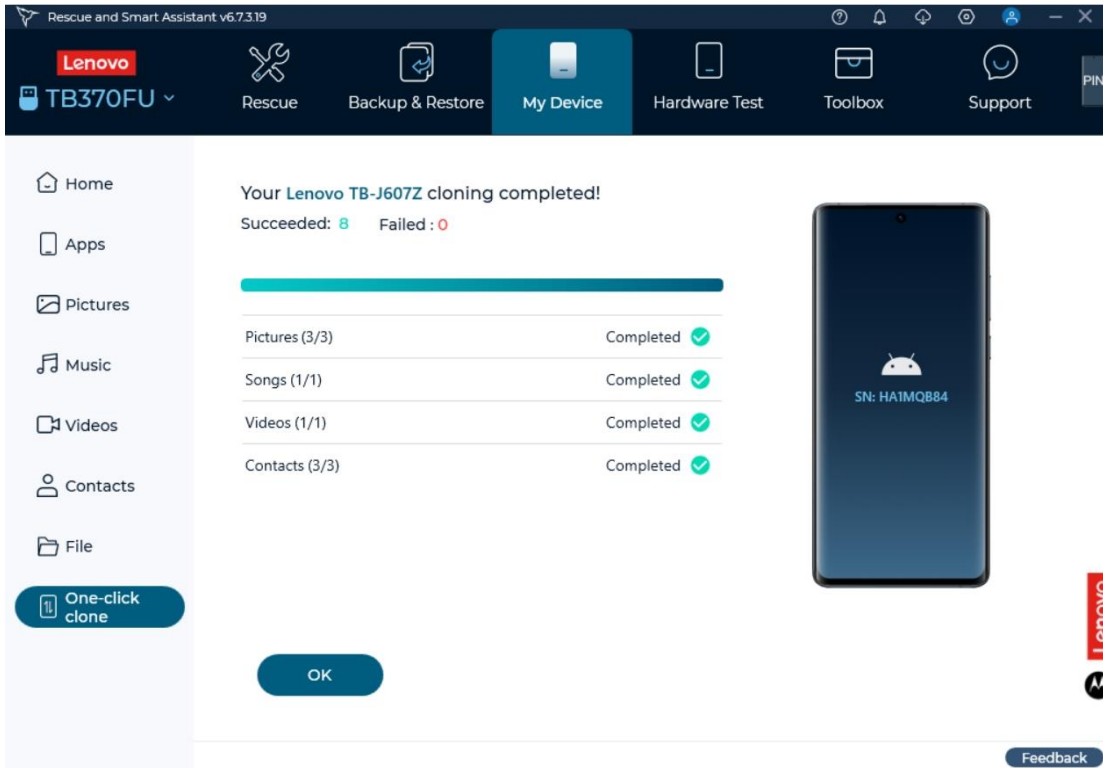 Rescue and Smart Assistant v6.7.3.19
Lenovo
TB370FU
Rescue
Backup & Restore
My Device
Hardware Test
Toolbox
Support
PIN
Home
Apps
Pictures
Music
Videos
Contacts
File
One-click
clone
Your Lenovo TB-J607Z cloning completed!
Succeeded: 8 Failed : 0
Pictures (3/3) Completed
Songs (1/1) Completed
Videos (1/1) Completed
Contacts (3/3) Completed
SN: HA1MQB84
OK
Lenovo
Feedback